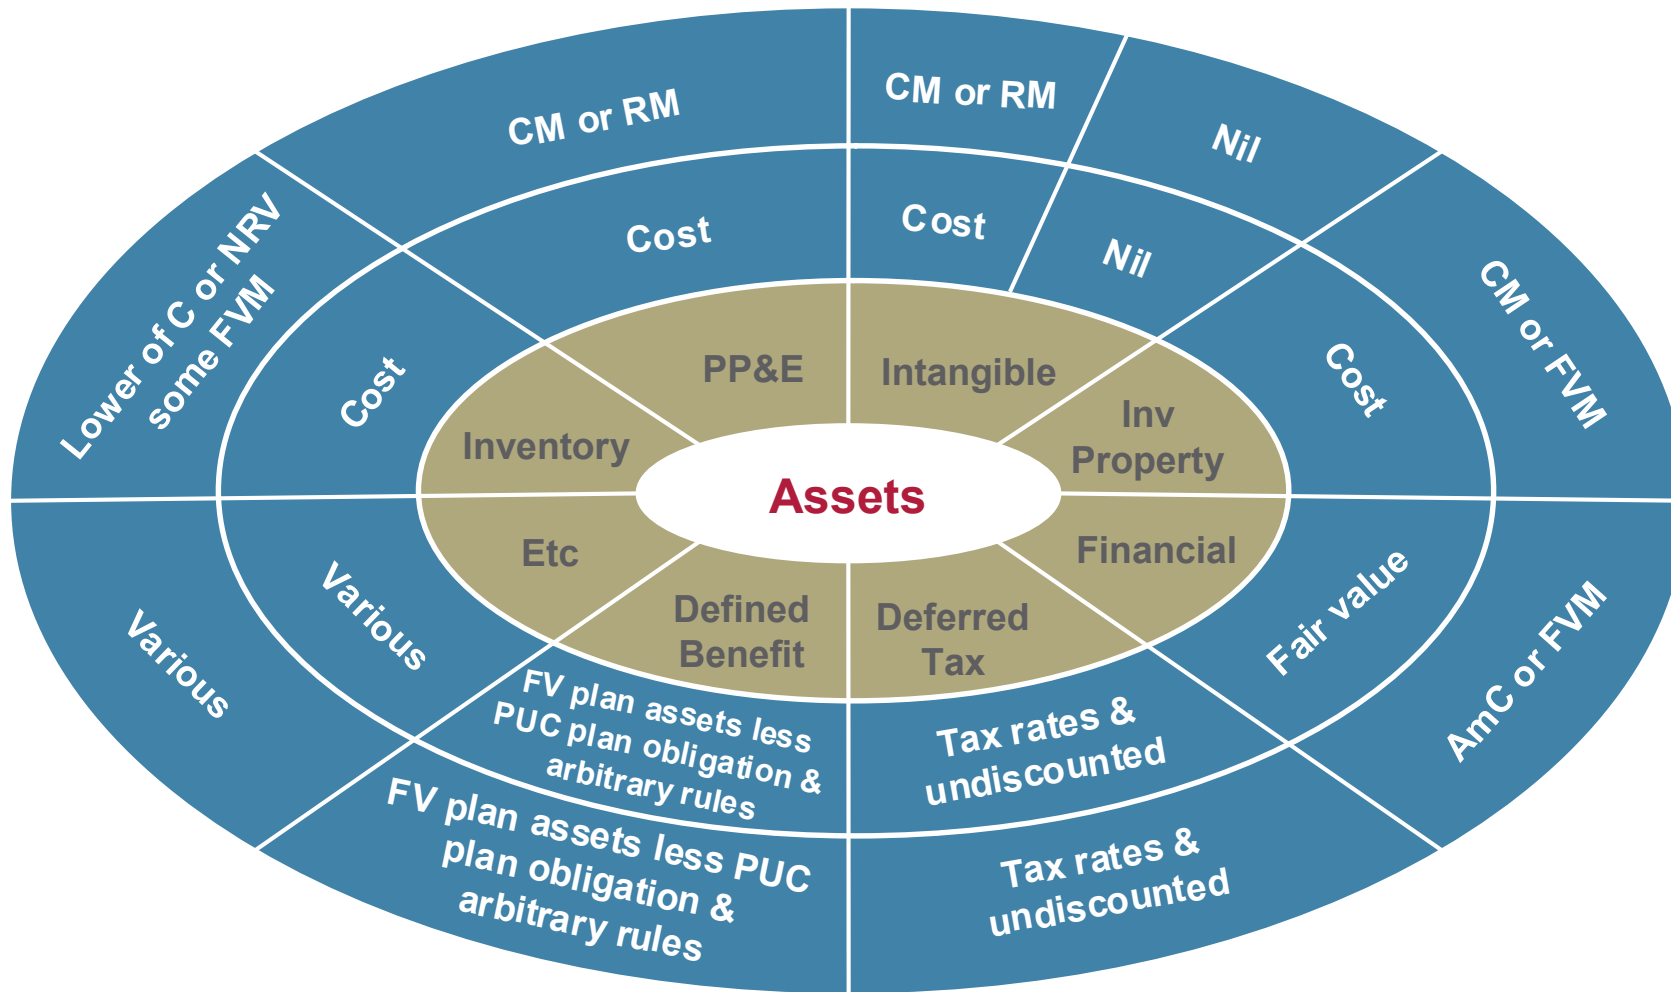 CM or RM
CM or RM
Nil
Lower of C or NRV
some FVM
CM or FVM
Cost
Cost
Nil
Cost
Cost
PP&E
Intangible
Inventory
Inv
Property
Assets
Etc
Financial
Defined
Benefit
Deferred
Tax
Various
Various
Fair value
AmC or FVM
FV plan assets less
PUC plan obligation &
arbitrary rules
Tax rates &
undiscounted
FV plan assets less PUC
plan obligation &
arbitrary rules
Tax rates &
undiscounted